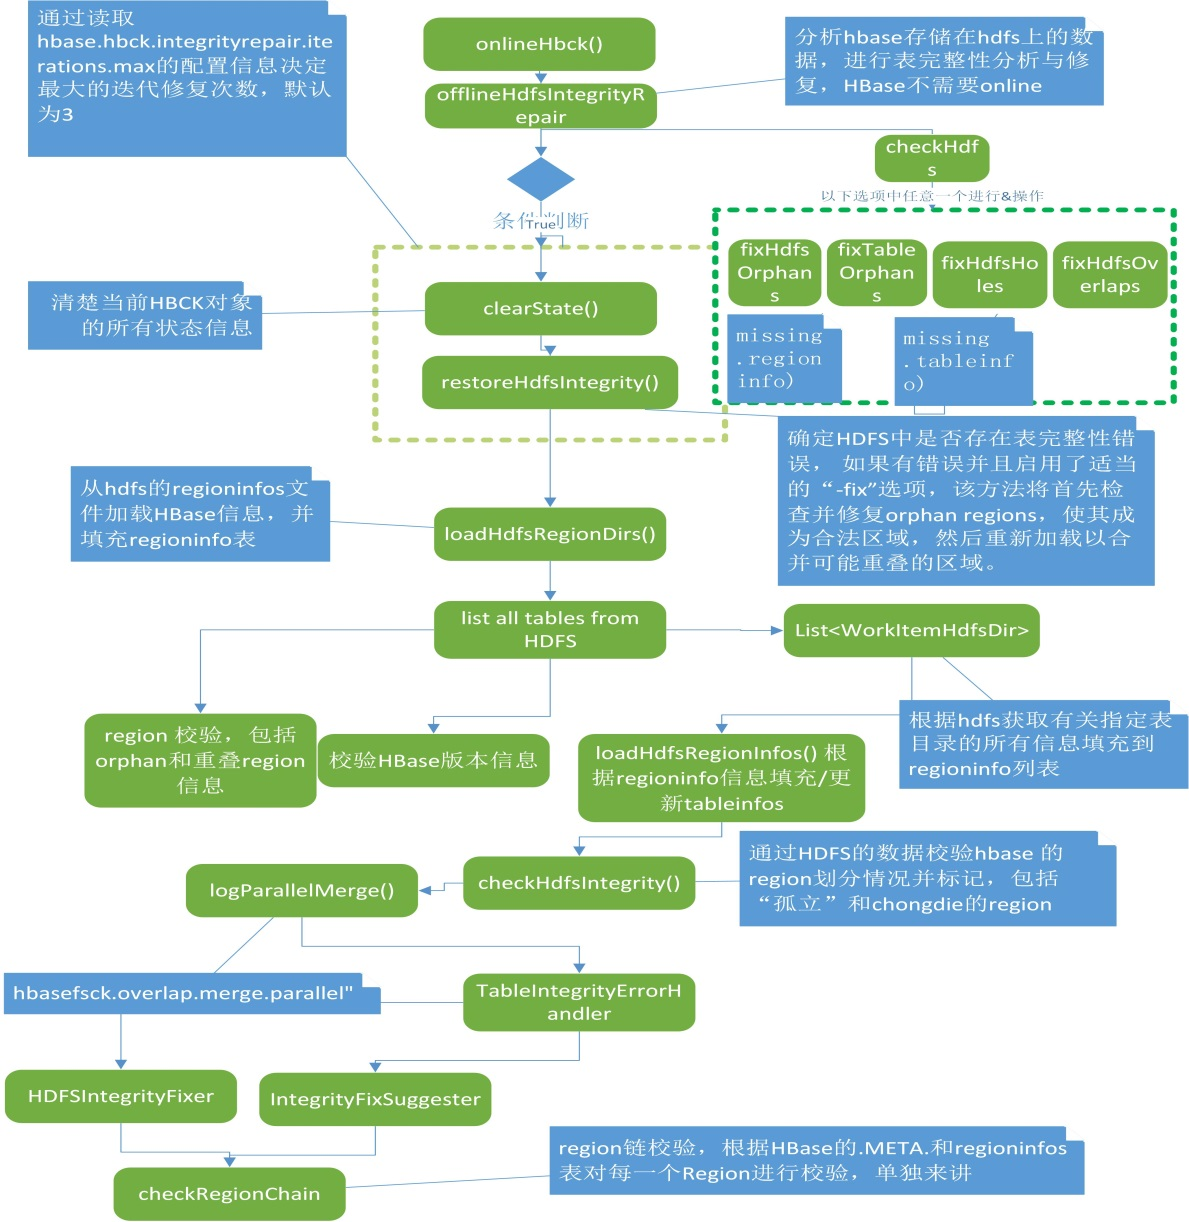 通过读取
hbase.hbck.integrityrepair.ite
rations.max的配置信息决定
最大的迭代修复次数，默认
为3
onlineHbck()
offlineHdfsIntegrityR
epair
分析hbase存储在hdfs上的数
据，进行表完整性分析与修
复，HBase不需要online
checkHdf
s
以下选项中任意一个进行&操作
条件判断
True
fixHdfs
Orphan
s
fixTable
Orphan
s
fixHdfsHo
les
fixHdfsOv
erlaps
missing
.region
info)
missing
.tableinf
o)
清楚当前HBCK对象
的所有状态信息
clearState()
restoreHdfsIntegrity()
确定HDFS中是否存在表完整性错
误， 如果有错误并且启用了适当
的“-fix”选项，该方法将首先检
查并修复orphan regions，使其成
为合法区域，然后重新加载以合
并可能重叠的区域。
从hdfs的regioninfos文
件加载HBase信息，并
填充regioninfo表
loadHdfsRegionDirs()
list all tables from
HDFS
List<WorkItemHdfsDir>
region 校验，包括
orphan和重叠region
信息
校验HBase版本信息
loadHdfsRegionInfos() 根
据regioninfo信息填充/更
新tableinfos
根据hdfs获取有关指定表
目录的所有信息填充到
regioninfo列表
logParallelMerge()
checkHdfsIntegrity()
通过HDFS的数据校验hbase 的
region划分情况并标记，包括
“孤立”和chongdie的region
hbasefsck.overlap.merge.parallel"
TableIntegrityErrorH
andler
HDFSIntegrityFixer
IntegrityFixSuggester
checkRegionChain
region链校验，根据HBase的.META.和regioninfos
表对每一个Region进行校验，单独来讲